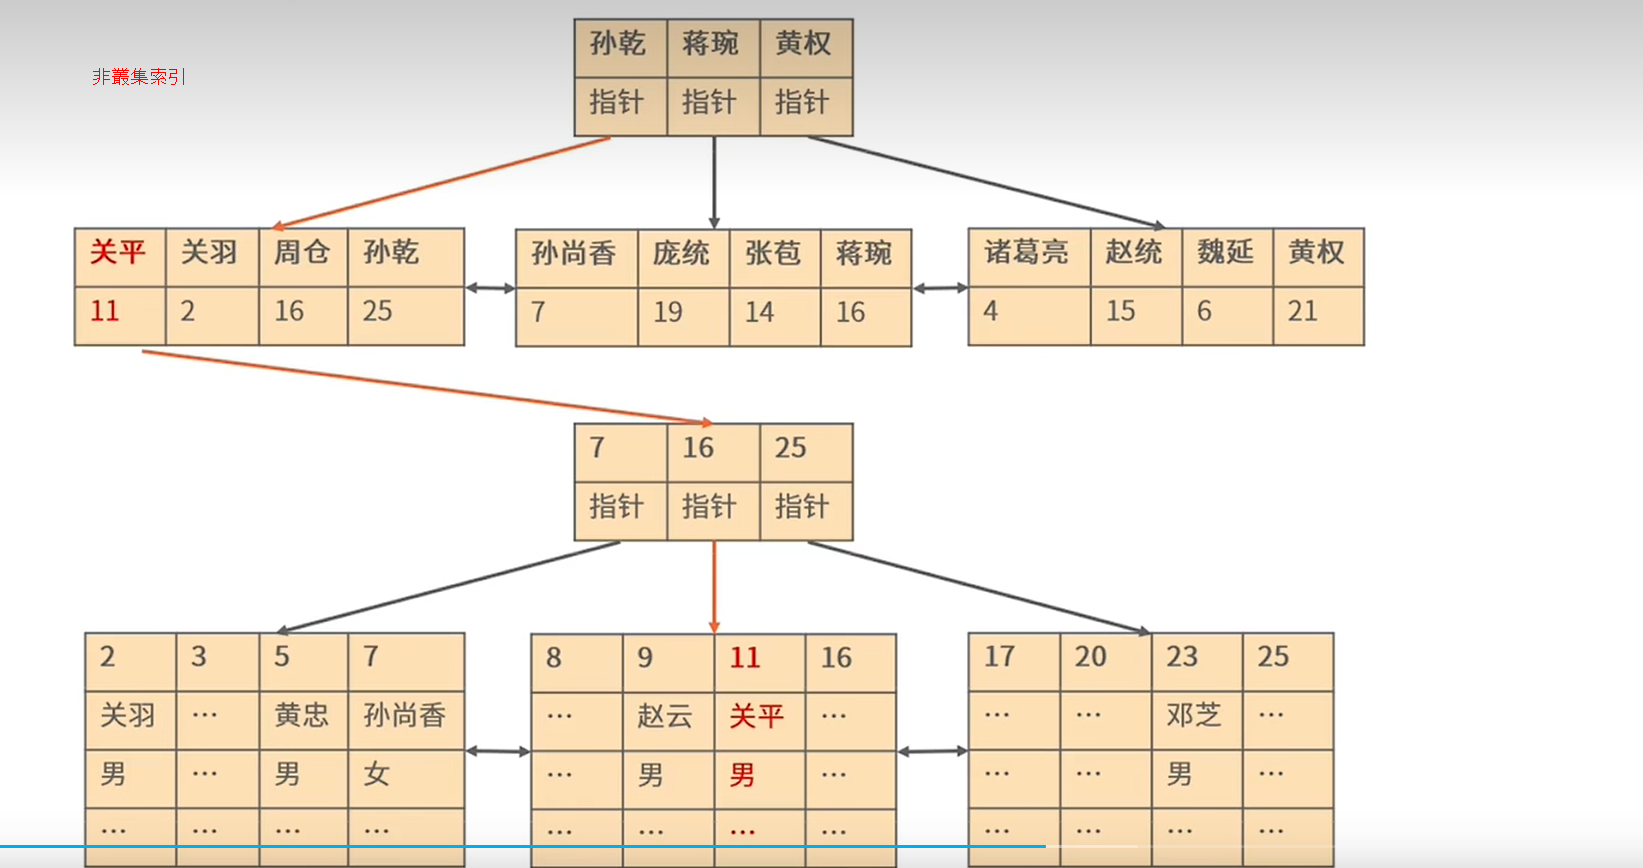 非叢集索引
孙乾 蒋琬 黄权
指针 指针 指针
关平 关羽 周仓 孙乾
11 2 16 25
孙尚香 庞统 张苞 蒋琬
7 19 14 16
诸葛亮 赵统 魏延 黄权
4 15 6 21
7 16 25
指针 指针 指针
2 3 5 7
关羽 ··· 黄忠 孙尚香
男 ··· 男 女
··· ··· ··· ···
8 9 11 16
··· 赵云 关平 ···
··· 男 男 ···
··· ··· ··· ···
17 20 23 25
··· ··· 邓芝 ···
··· ··· 男 ···
··· ··· ··· ···